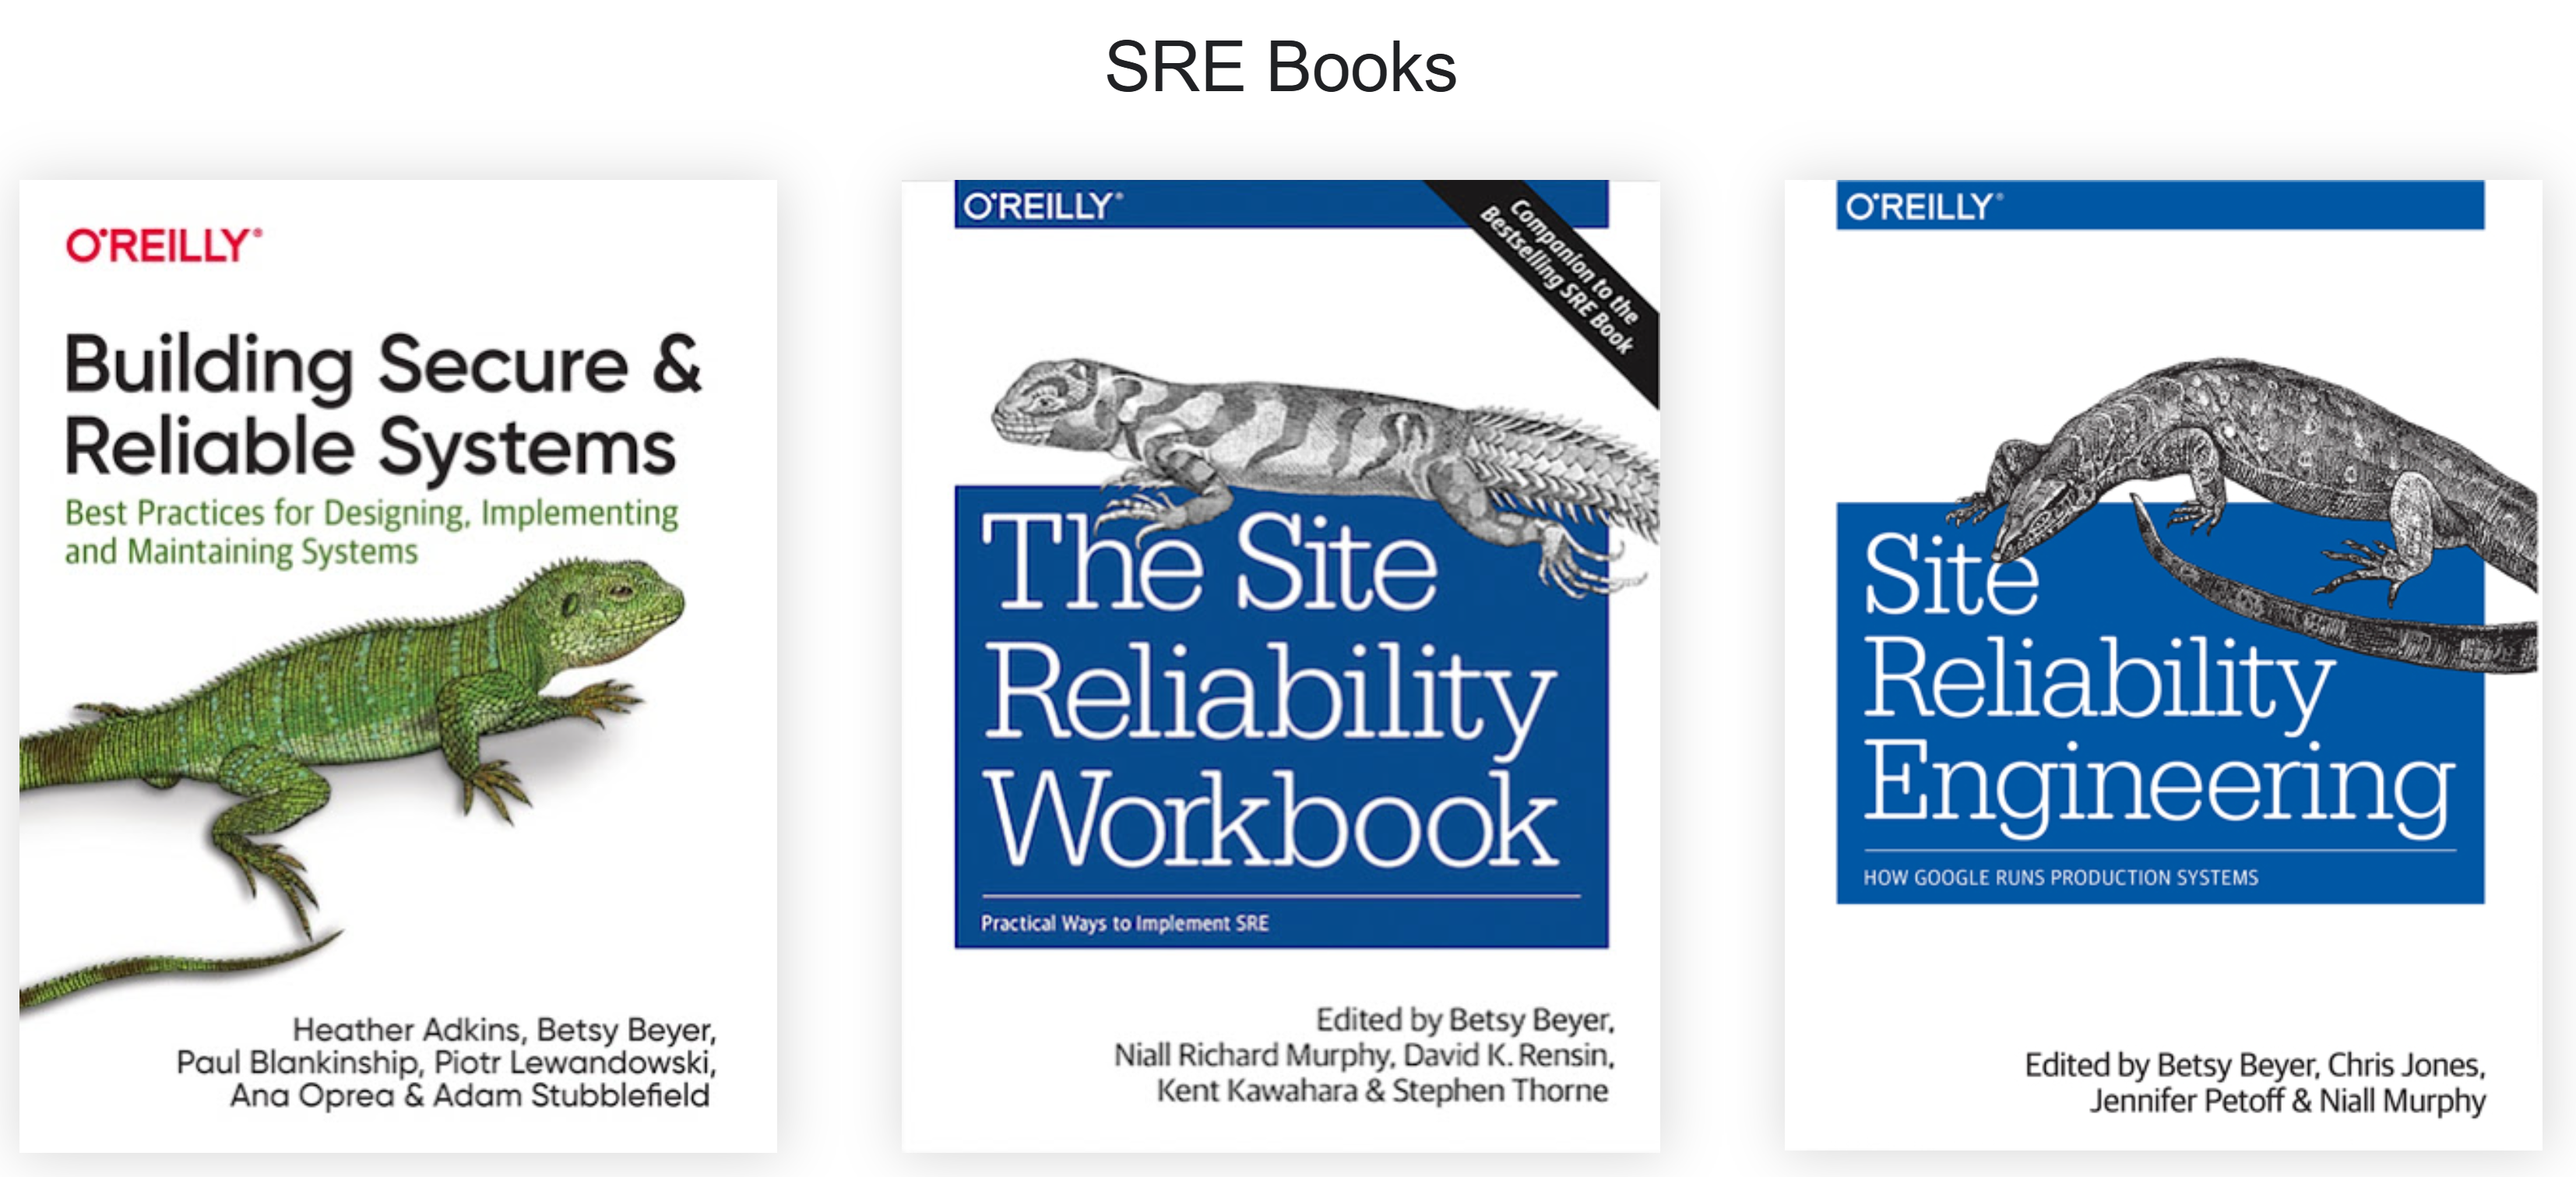 SRE Books
O'REILLY®
Building Secure &
Reliable Systems
Best Practices for Designing, Implementing
and Maintaining Systems
Heather Adkins, Betsy Beyer,
Paul Blankinship, Piotr Lewandowski,
Ana Oprea & Adam Stubblefield
O'REILLY®
Companion to the
Bestselling SRE Book
The Site
Reliability
Workbook
Practical Ways to Implement SRE
Edited by Betsy Beyer,
Niall Richard Murphy, David K. Rensin,
Kent Kawahara & Stephen Thorne
O'REILLY®
Site
Reliability
Engineering
HOW GOOGLE RUNS PRODUCTION SYSTEMS
Edited by Betsy Beyer, Chris Jones,
Jennifer Petoff & Niall Murphy